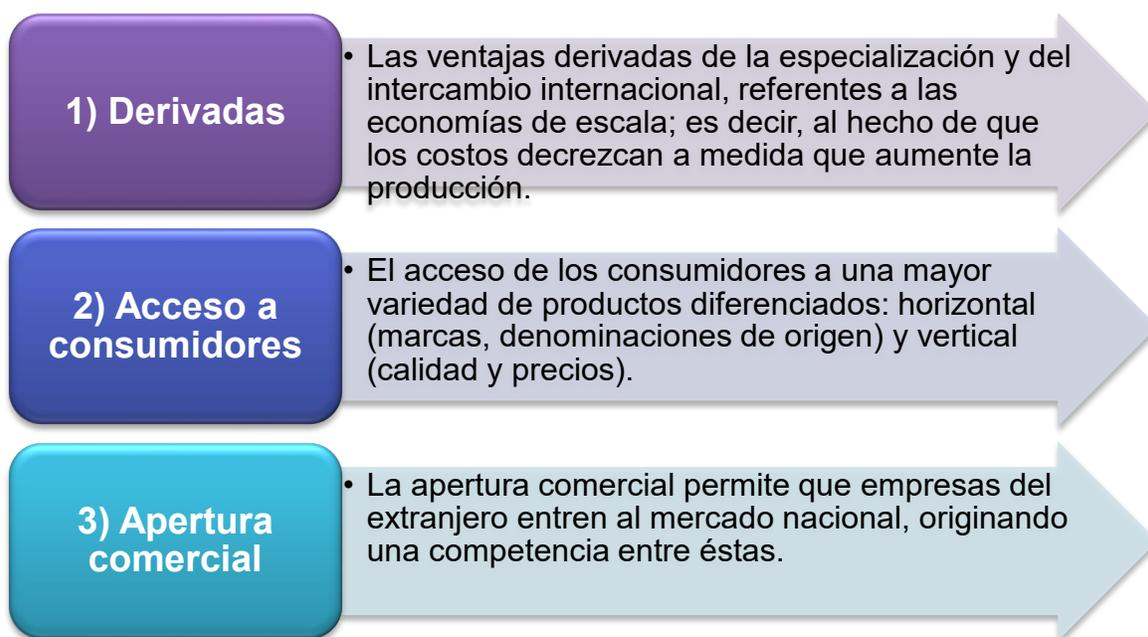 1) Derivadas
• Las ventajas derivadas de la especialización y del
intercambio internacional, referentes a las
economías de escala; es decir, al hecho de que
los costos decrezcan a medida que aumente la
producción.
2) Acceso a
consumidores
• El acceso de los consumidores a una mayor
variedad de productos diferenciados: horizontal
(marcas, denominaciones de origen) y vertical
(calidad y precios).
3) Apertura
comercial
• La apertura comercial permite que empresas del
extranjero entren al mercado nacional, originando
una competencia entre éstas.